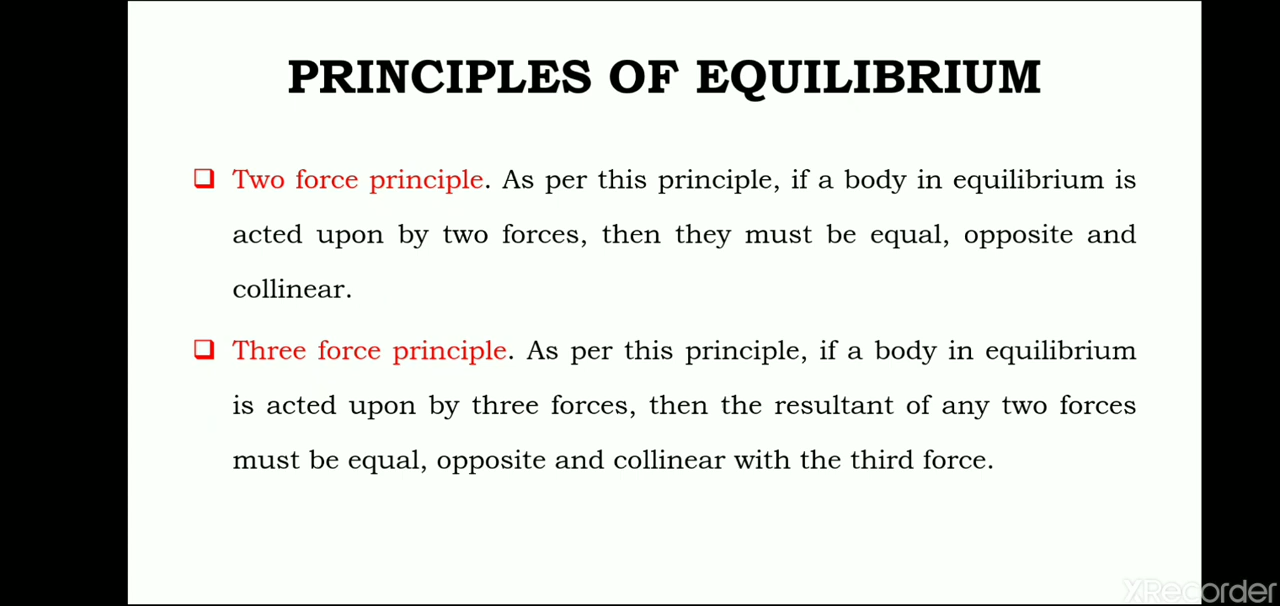 PRINCIPLES OF EQUILIBRIUM
Two force principle. As per this principle, if a body in equilibrium is
acted upon by two forces, then they must be equal, opposite and
collinear.
Three force principle. As per this principle, if a body in equilibrium
is acted upon by three forces, then the resultant of any two forces
must be equal, opposite and collinear with the third force.
XRecorder